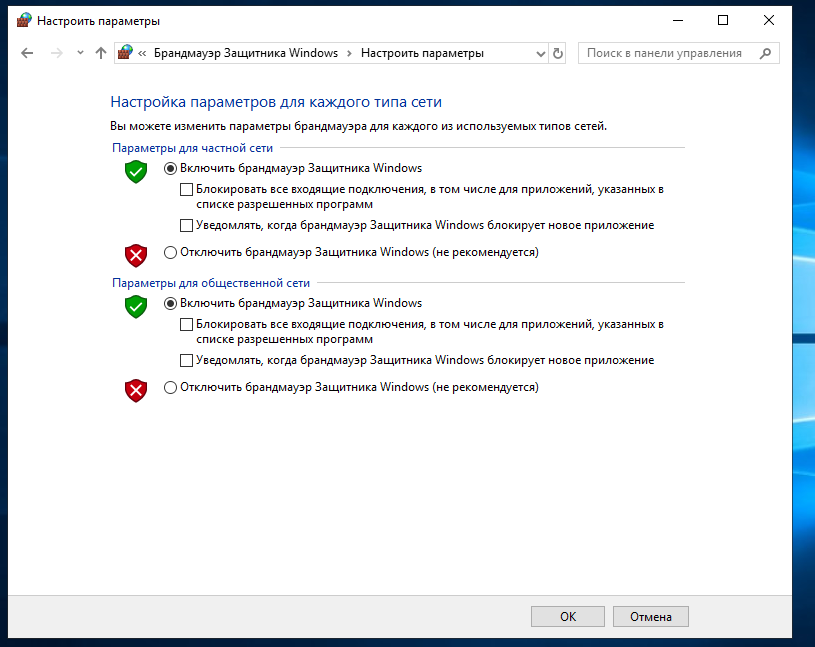 Настроить параметры
« Брандмауэр Защитника Windows › Настроить параметры
Поиск в панели управления
Настройка параметров для каждого типа сети
Вы можете изменить параметры брандмауэра для каждого из используемых типов сетей.
Параметры для частной сети
Включить брандмауэр Защитника Windows
Блокировать все входящие подключения, в том числе для приложений, указанных в
списке разрешенных программ
Уведомлять, когда брандмауэр Защитника Windows блокирует новое приложение
Отключить брандмауэр Защитника Windows (не рекомендуется)
Параметры для общественной сети
Включить брандмауэр Защитника Windows
Блокировать все входящие подключения, в том числе для приложений, указанных в
списке разрешенных программ
Уведомлять, когда брандмауэр Защитника Windows блокирует новое приложение
Отключить брандмауэр Защитника Windows (не рекомендуется)
ОК
Отмена